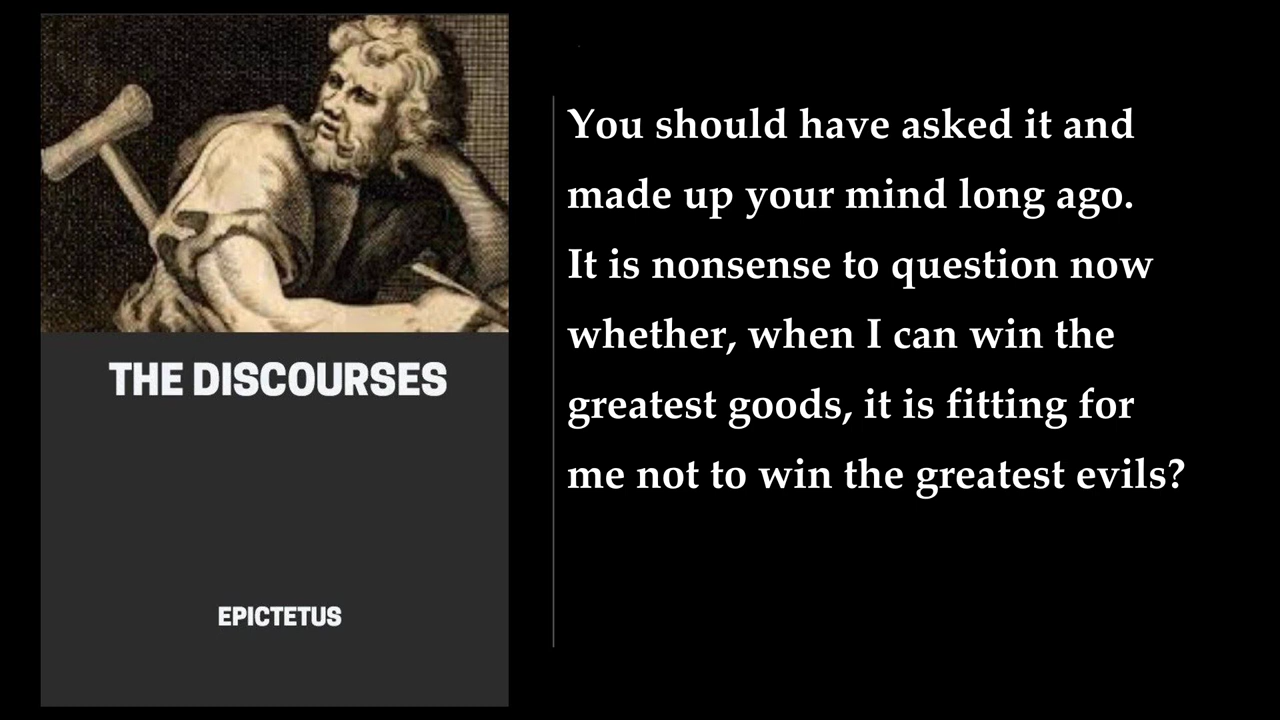 THE DISCOURSES
EPICTETUS
You should have asked it and
made up your mind long ago.
It is nonsense to question now
whether, when I can win the
greatest goods, it is fitting for
me not to win the greatest evils?